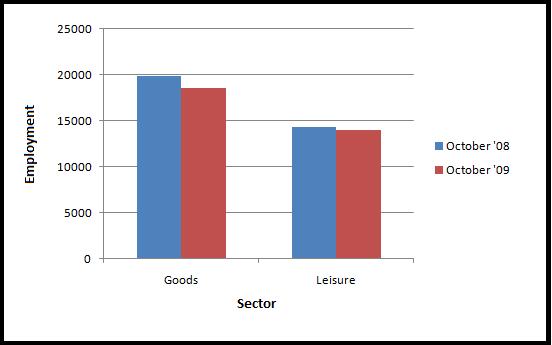 25000
20000
15000
10000
5000
0
Employment
Goods
Leisure
Sector
October '08
October '09